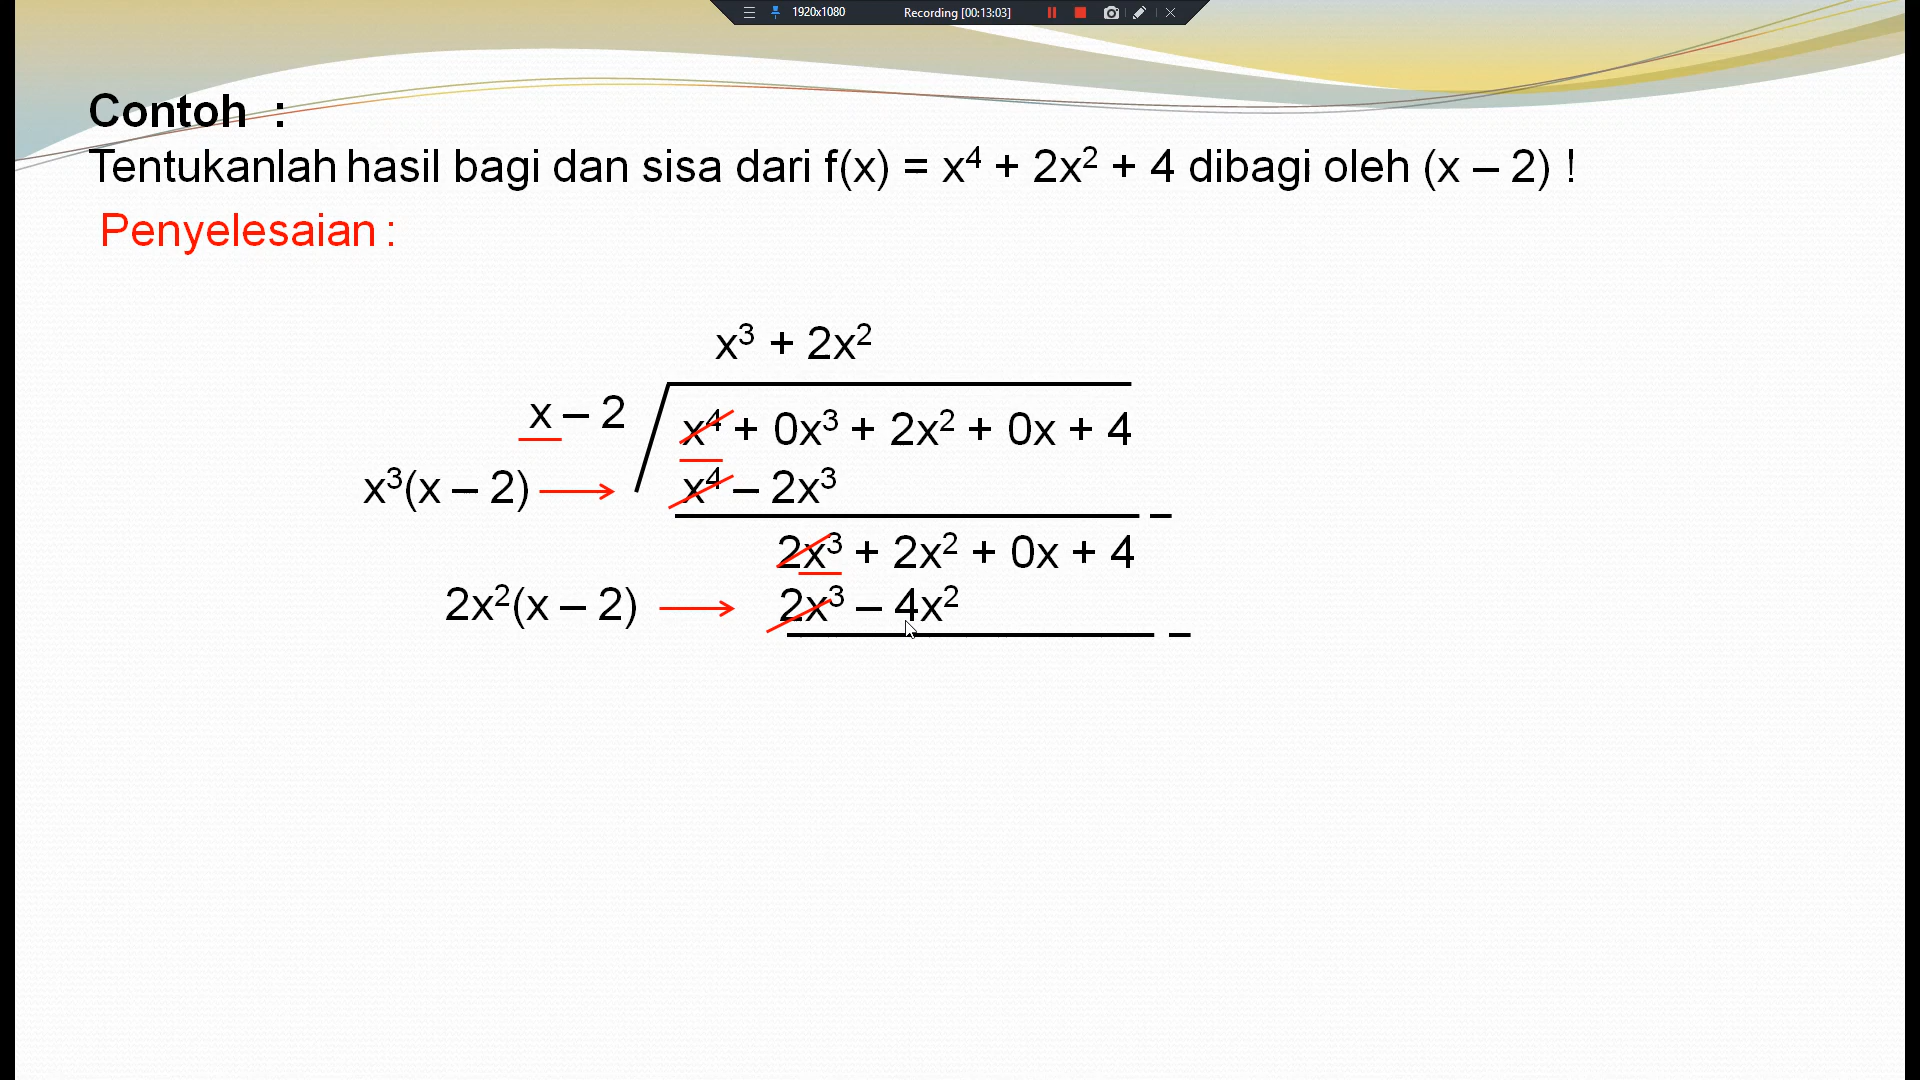 1920x1080 Recording [00:13:03]
Contoh :
Tentukanlah hasil bagi dan sisa dari f(x) = x⁴ + 2x² + 4 dibagi oleh (x – 2) !
Penyelesaian :
x³ + 2x²
x – 2 x⁴ + 0x³ + 2x² + 0x + 4
x³(x – 2) → x⁴ – 2x³
–
2x³ + 2x² + 0x + 4
2x²(x – 2) → 2x³ – 4x²
–